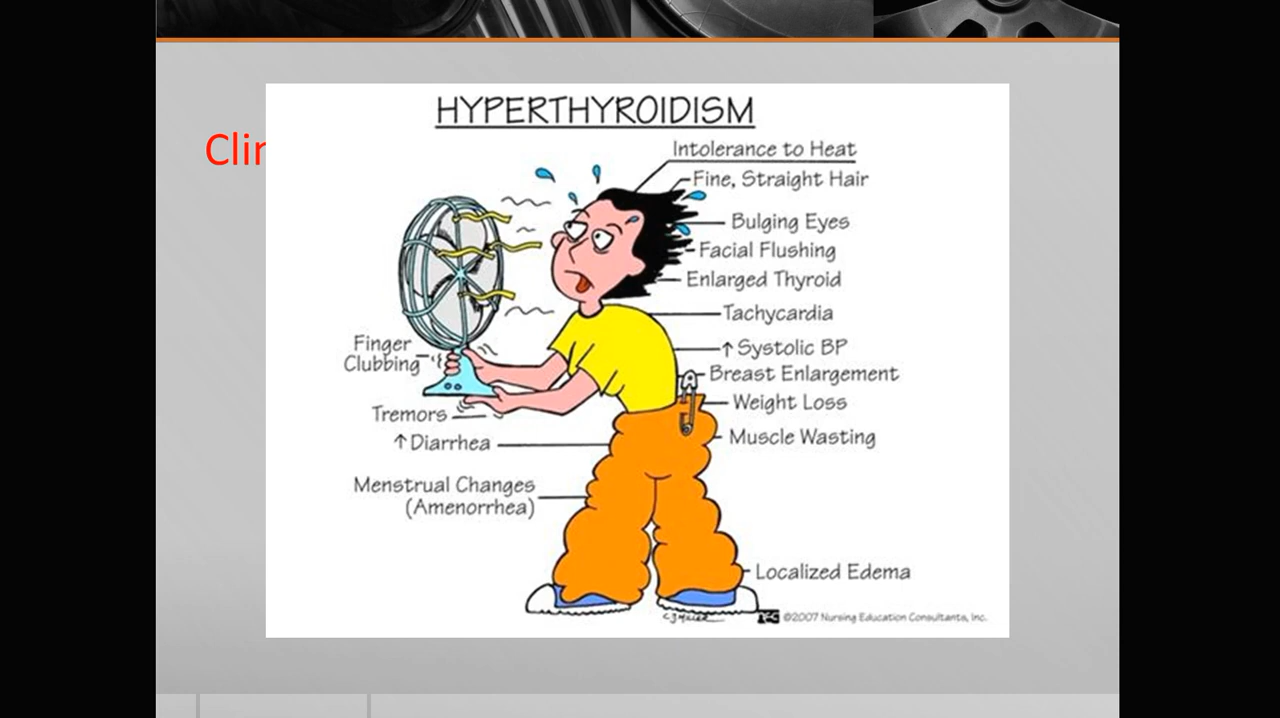 HYPERTHYROIDISM
Clin
Intolerance to Heat
Fine, Straight Hair
Bulging Eyes
Facial Flushing
Enlarged Thyroid
Tachycardia
↑ Systolic BP
Breast Enlargement
Weight Loss
Muscle Wasting
Localized Edema
Finger
Clubbing
Tremors
↑ Diarrhea
Menstrual Changes
(Amenorrhea)
©2007 Nursing Education Consultants, Inc.